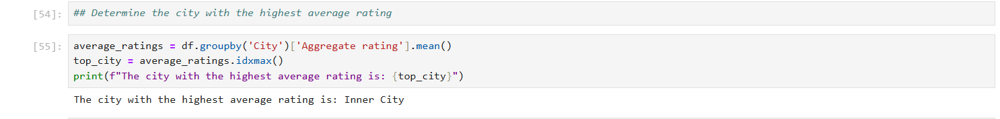 [54]: ## Determine the city with the highest average rating
[55]: average_ratings = df.groupby('City')['Aggregate rating'].mean()
top_city = average_ratings.idxmax()
print(f"The city with the highest average rating is: {top_city}")
The city with the highest average rating is: Inner City